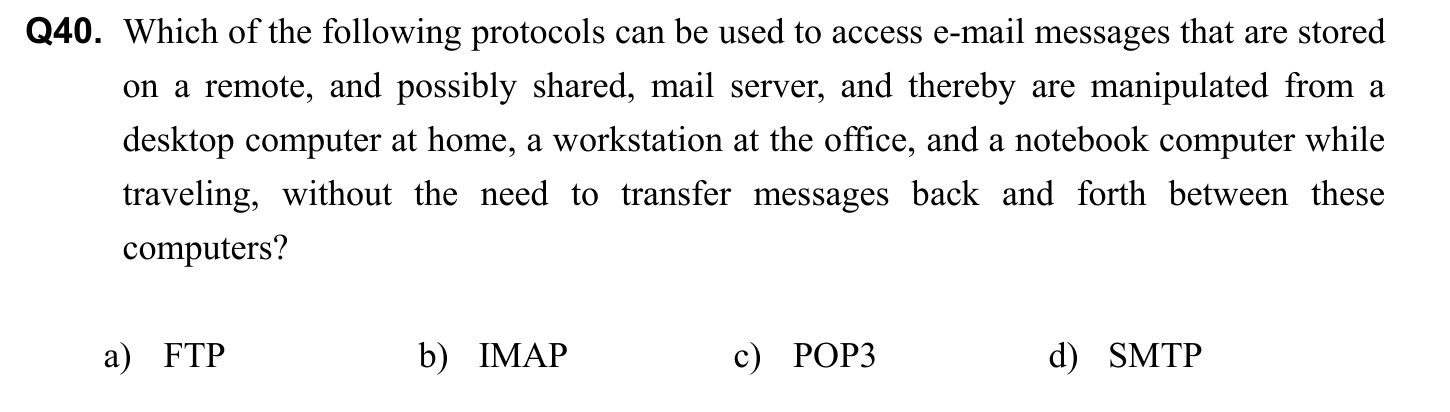 Q40. Which of the following protocols can be used to access e-mail messages that are stored
on a remote, and possibly shared, mail server, and thereby are manipulated from a
desktop computer at home, a workstation at the office, and a notebook computer while
traveling, without the need to transfer messages back and forth between these
computers?
a) FTP b) IMAP c) POP3 d) SMTP